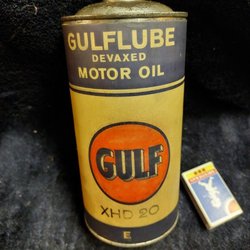 GULFLUBE
DEVAXED
MOTOR OIL
GULF
XHD 20
E